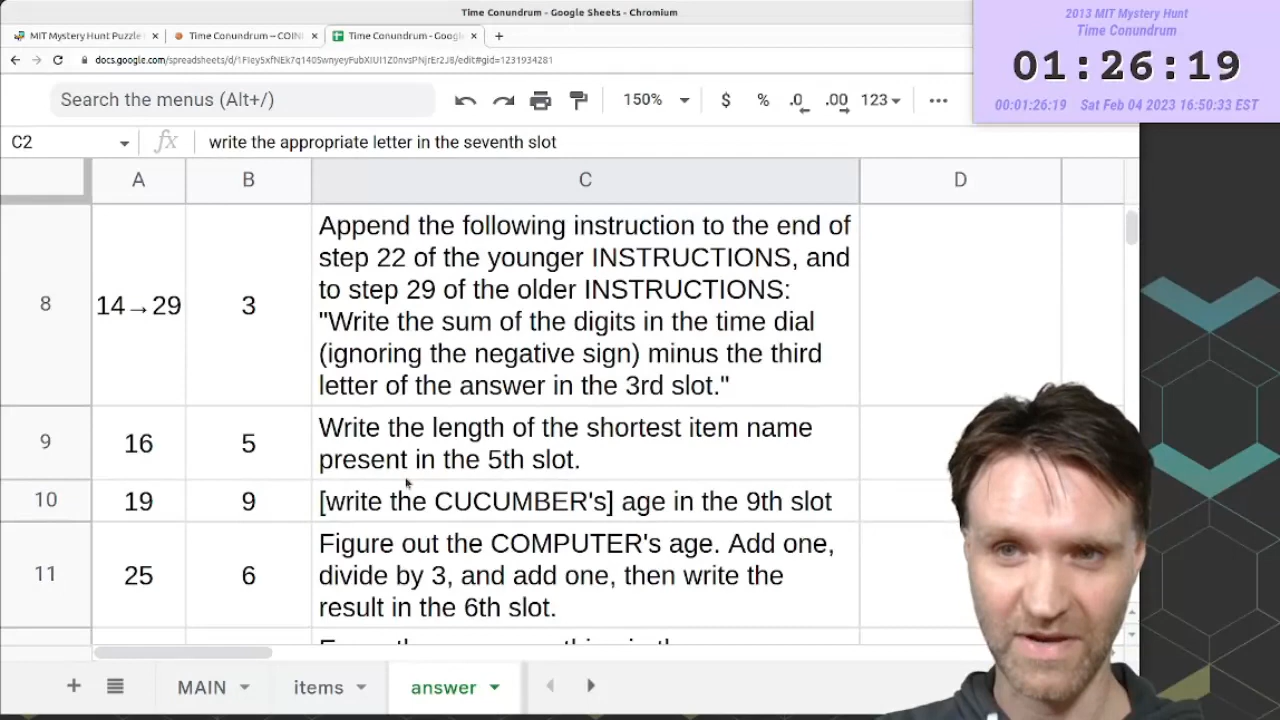 Time Conundrum - Google Sheets - Chromium
MIT Mystery Hunt Puzzle
Time Conundrum – COIN
Time Conundrum - Googl
2013 MIT Mystery Hunt
Time Conundrum
01:26:19
00:01:26:19 Sat Feb 04 2023 16:50:33 EST
Search the menus (Alt+/)
150%
$ % .0 .00 123
C2
fx
write the appropriate letter in the seventh slot
A B C D
8
14→29
3
Append the following instruction to the end of
step 22 of the younger INSTRUCTIONS, and
to step 29 of the older INSTRUCTIONS:
"Write the sum of the digits in the time dial
(ignoring the negative sign) minus the third
letter of the answer in the 3rd slot."
9
16
5
Write the length of the shortest item name
present in the 5th slot.
10
19
9
[write the CUCUMBER's] age in the 9th slot
11
25
6
Figure out the COMPUTER's age. Add one,
divide by 3, and add one, then write the
result in the 6th slot.
MAIN
items
answer